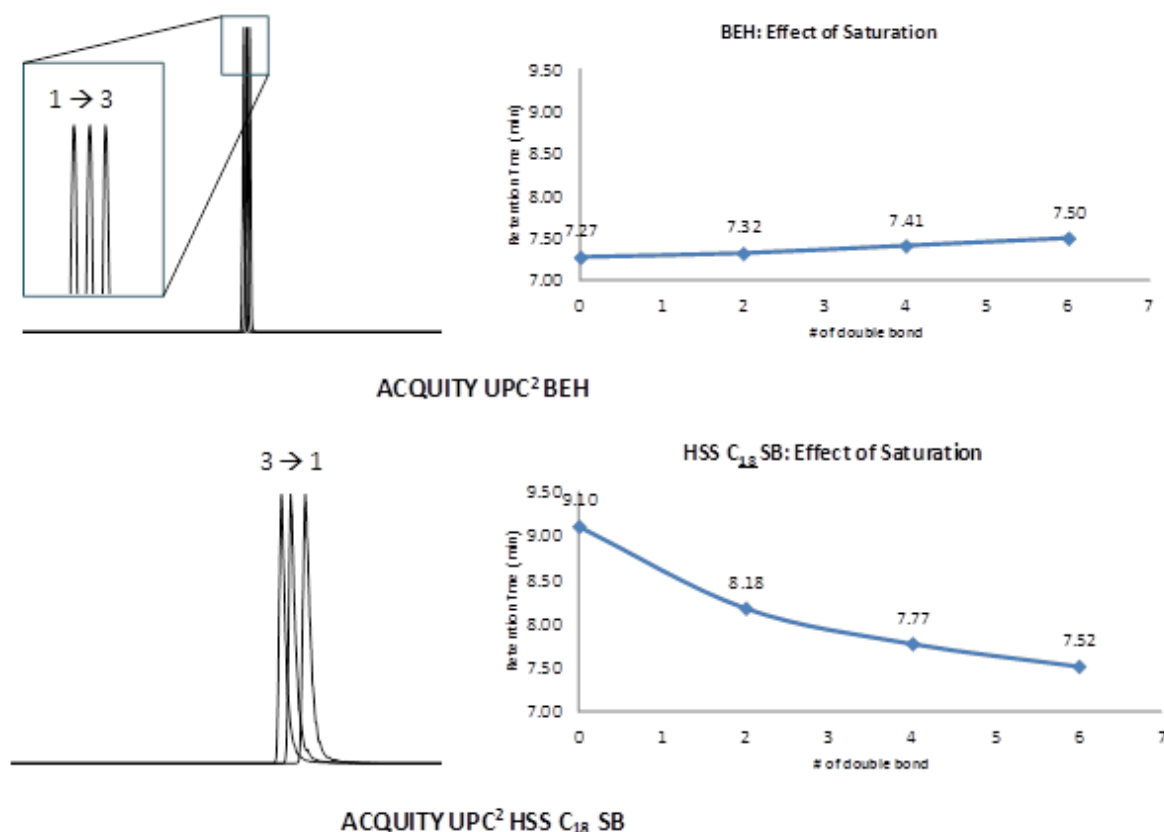 1 → 3
BEH: Effect of Saturation
Retention Tme (min)
9.50
9.00
8.50
8.00
7.50
7.00
7.27
7.32
7.41
7.50
0 1 2 3 4 5 6 7
# of double bond
ACQUITY UPC² BEH
3 → 1
HSS C₁₈ SB: Effect of Saturation
Retention Tme (min)
9.50
9.00
8.50
8.00
7.50
7.00
9.10
8.18
7.77
7.52
0 1 2 3 4 5 6 7
# of double bond
ACQUITY UPC² HSS C₁₈ SB